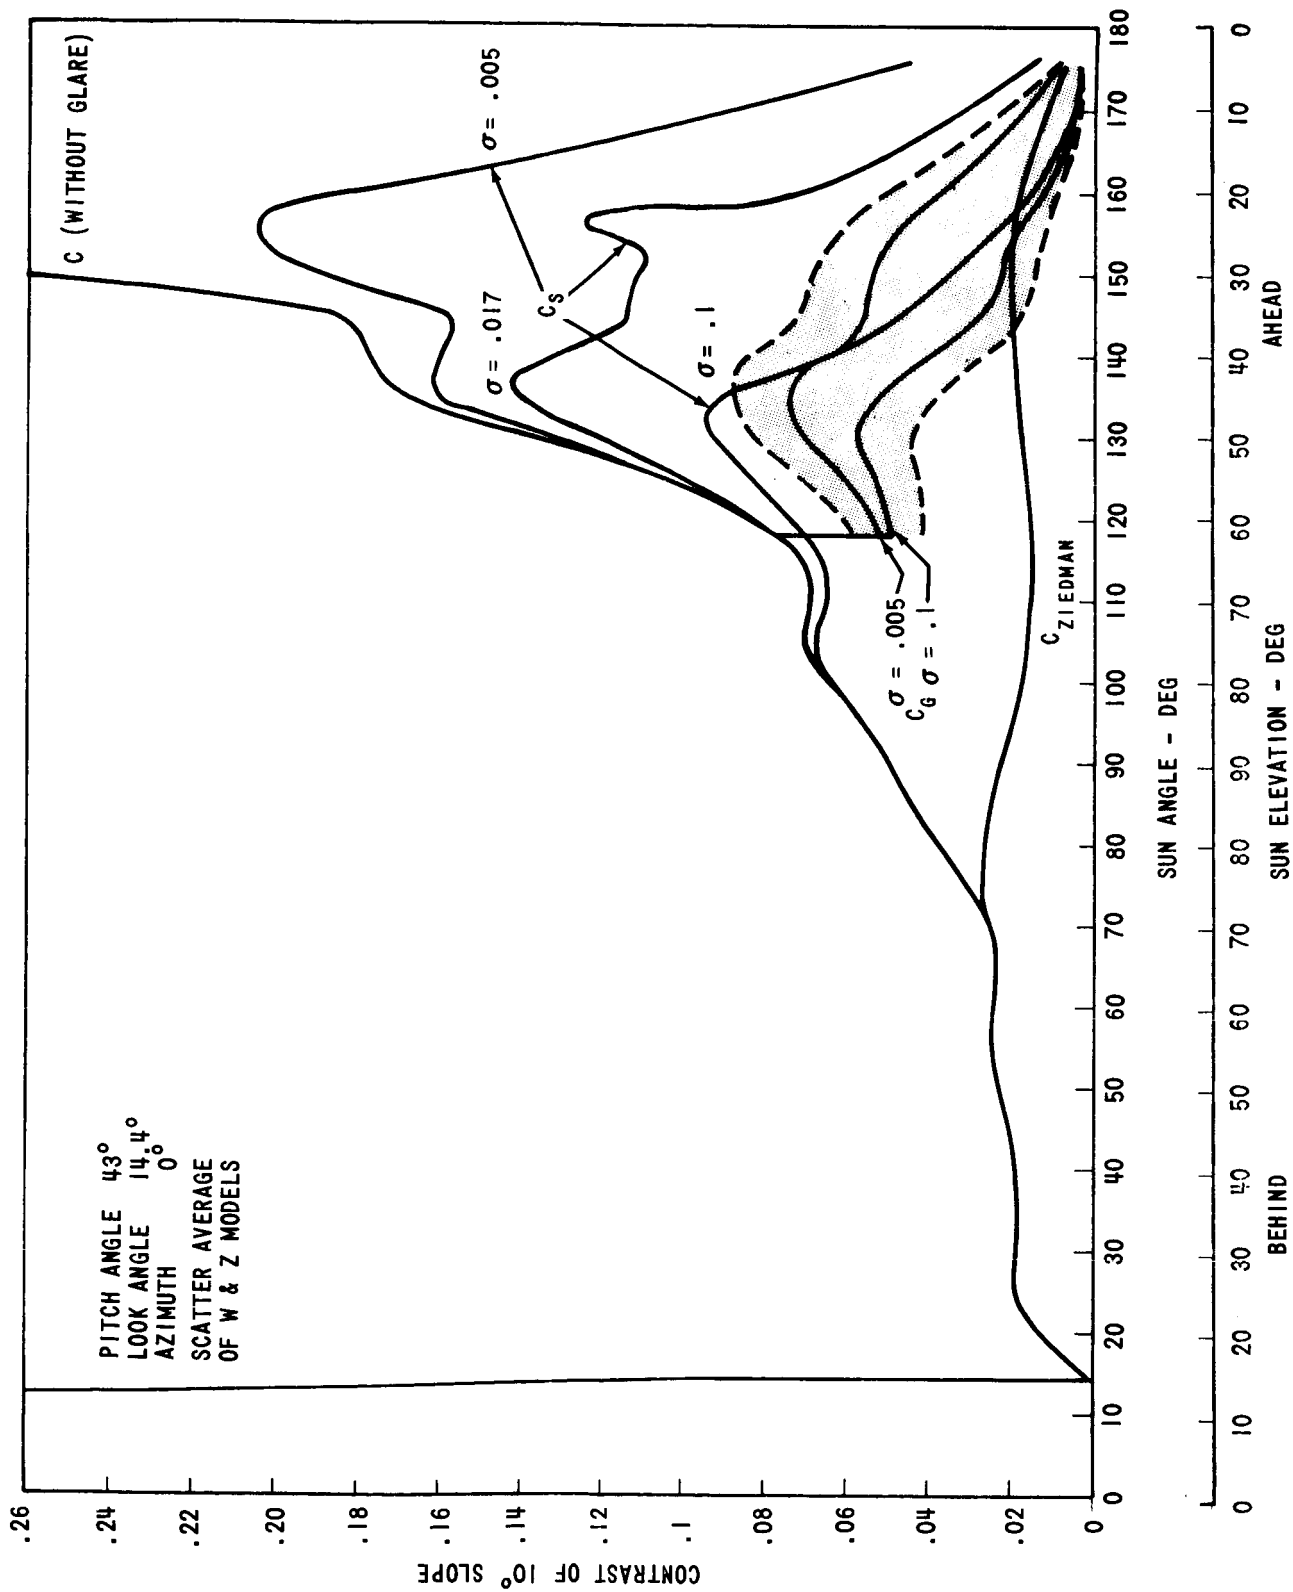 C (WITHOUT GLARE)
PITCH ANGLE 43°
LOOK ANGLE 14.4°
AZIMUTH 0°
SCATTER AVERAGE
OF W & Z MODELS
σ = .005
σ = .017
C_S
σ = .1
σ = .005
C_G σ = .1
C_ZIEDMAN
CONTRAST OF 10° SLOPE
.26
.24
.22
.20
.18
.16
.14
.12
.1
.08
.06
.04
.02
0
0 10 20 30 40 50 60 70 80 90 100 110 120 130 140 150 160 170 180
SUN ANGLE - DEG
0 10 20 30 40 50 60 70 80 90 80 70 60 50 40 30 20 10 0
BEHIND
SUN ELEVATION - DEG
AHEAD